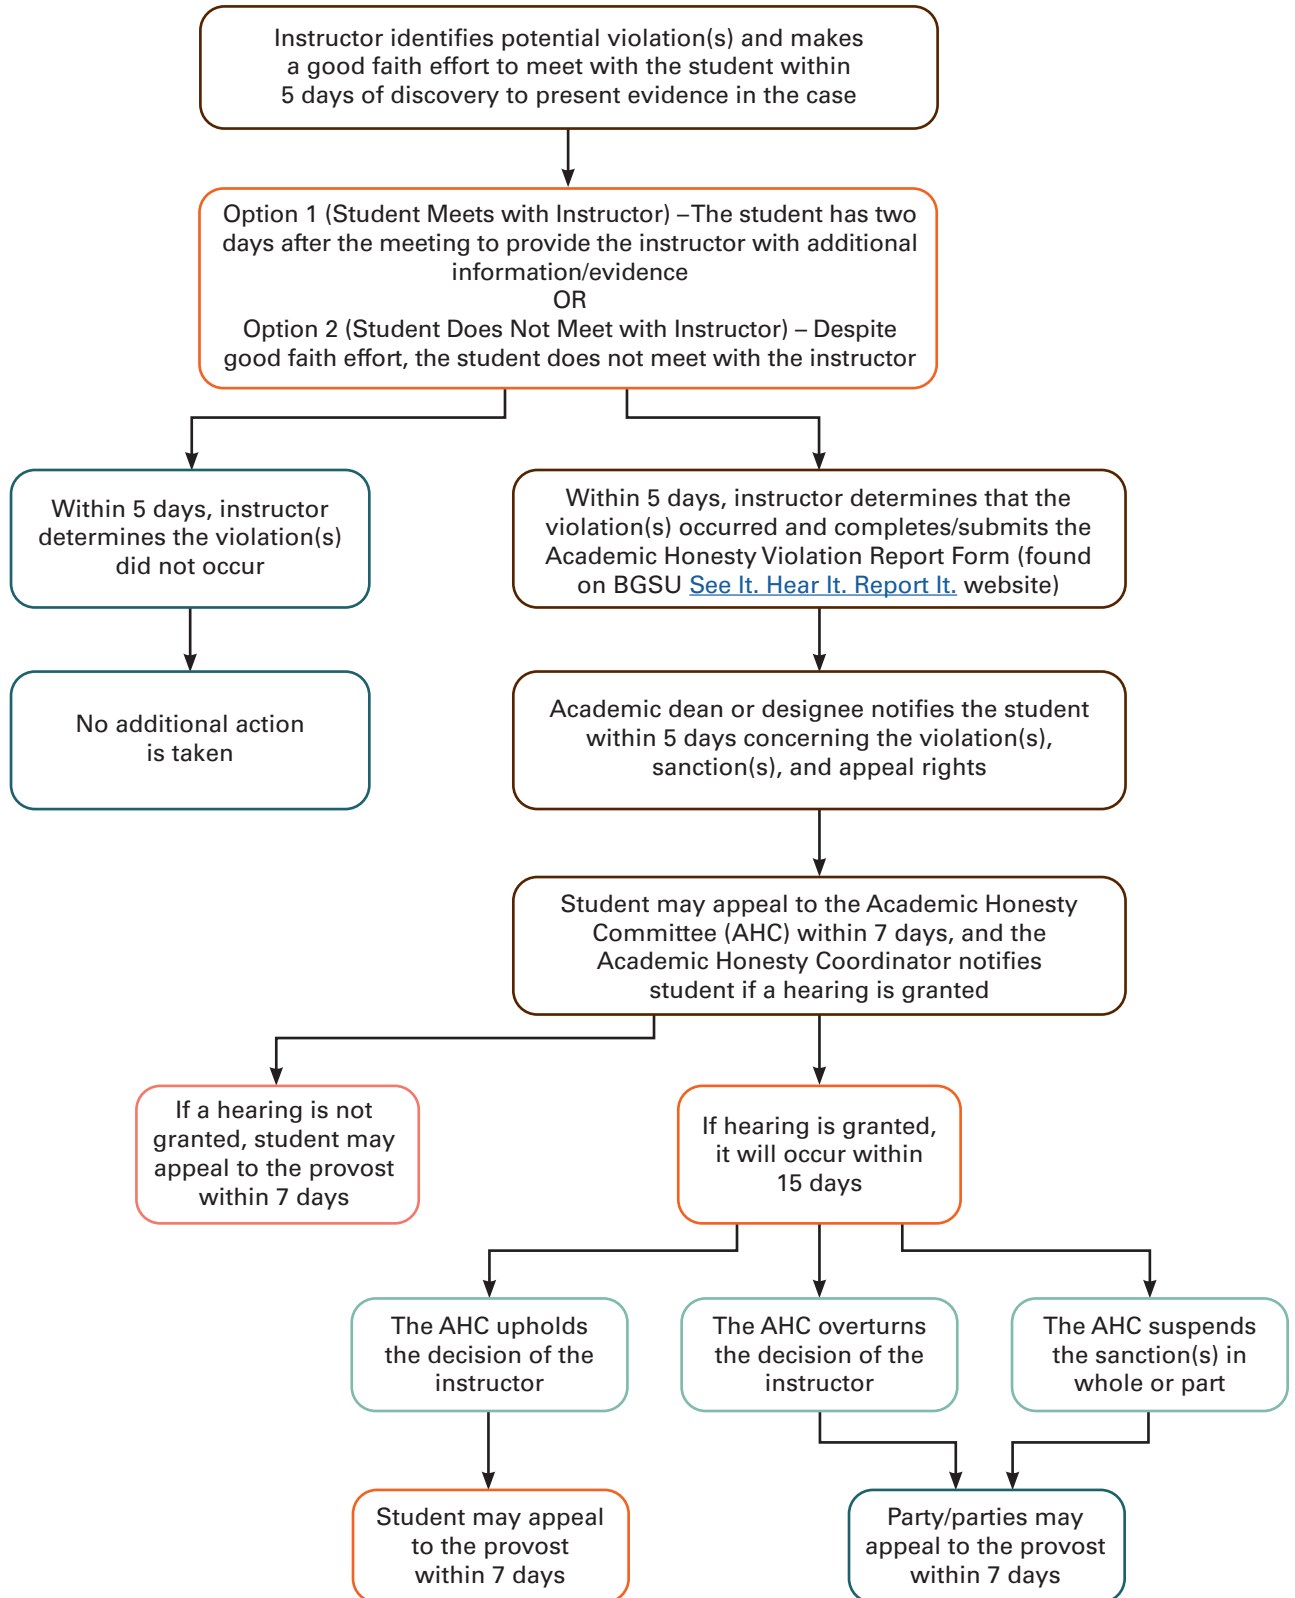 Instructor identifies potential violation(s) and makes
a good faith effort to meet with the student within
5 days of discovery to present evidence in the case
Option 1 (Student Meets with Instructor) – The student has two
days after the meeting to provide the instructor with additional
information/evidence
OR
Option 2 (Student Does Not Meet with Instructor) – Despite
good faith effort, the student does not meet with the instructor
Within 5 days, instructor
determines the violation(s)
did not occur
Within 5 days, instructor determines that the
violation(s) occurred and completes/submits the
Academic Honesty Violation Report Form (found
on BGSU See It. Hear It. Report It. website)
No additional action
is taken
Academic dean or designee notifies the student
within 5 days concerning the violation(s),
sanction(s), and appeal rights
Student may appeal to the Academic Honesty
Committee (AHC) within 7 days, and the
Academic Honesty Coordinator notifies
student if a hearing is granted
If a hearing is not
granted, student may
appeal to the provost
within 7 days
If hearing is granted,
it will occur within
15 days
The AHC upholds
the decision of the
instructor
The AHC overturns
the decision of the
instructor
The AHC suspends
the sanction(s) in
whole or part
Student may appeal
to the provost
within 7 days
Party/parties may
appeal to the provost
within 7 days